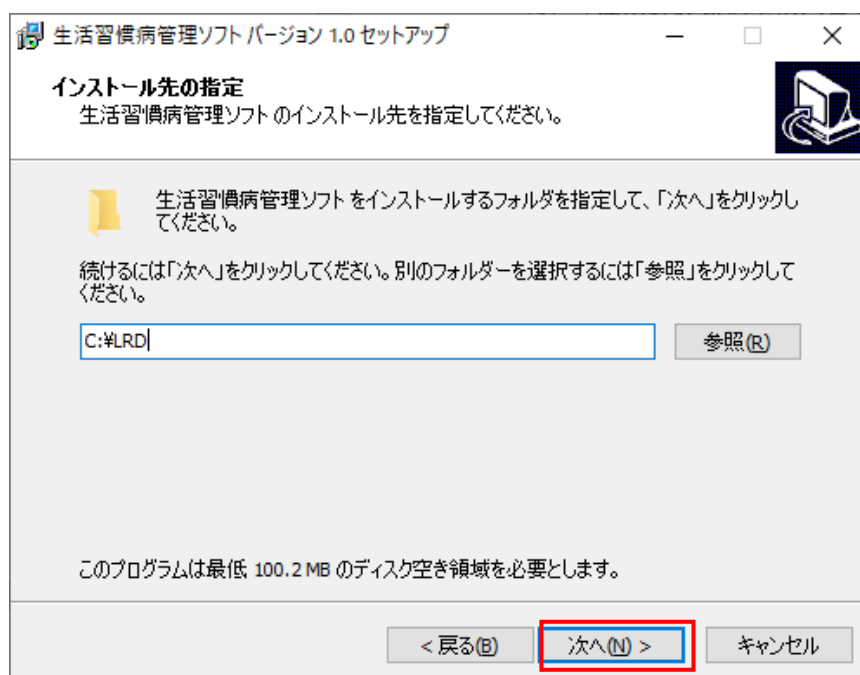 生活習慣病管理ソフト バージョン 1.0 セットアップ
インストール先の指定
生活習慣病管理ソフト のインストール先を指定してください。
生活習慣病管理ソフト をインストールするフォルダを指定して、「次へ」をクリックし
てください。
続けるには「次へ」をクリックしてください。別のフォルダーを選択するには「参照」をクリックして
ください。
C:¥LRD
参照(R)
このプログラムは最低 100.2 MB のディスク空き領域を必要とします。
< 戻る(B)
次へ(N) >
キャンセル